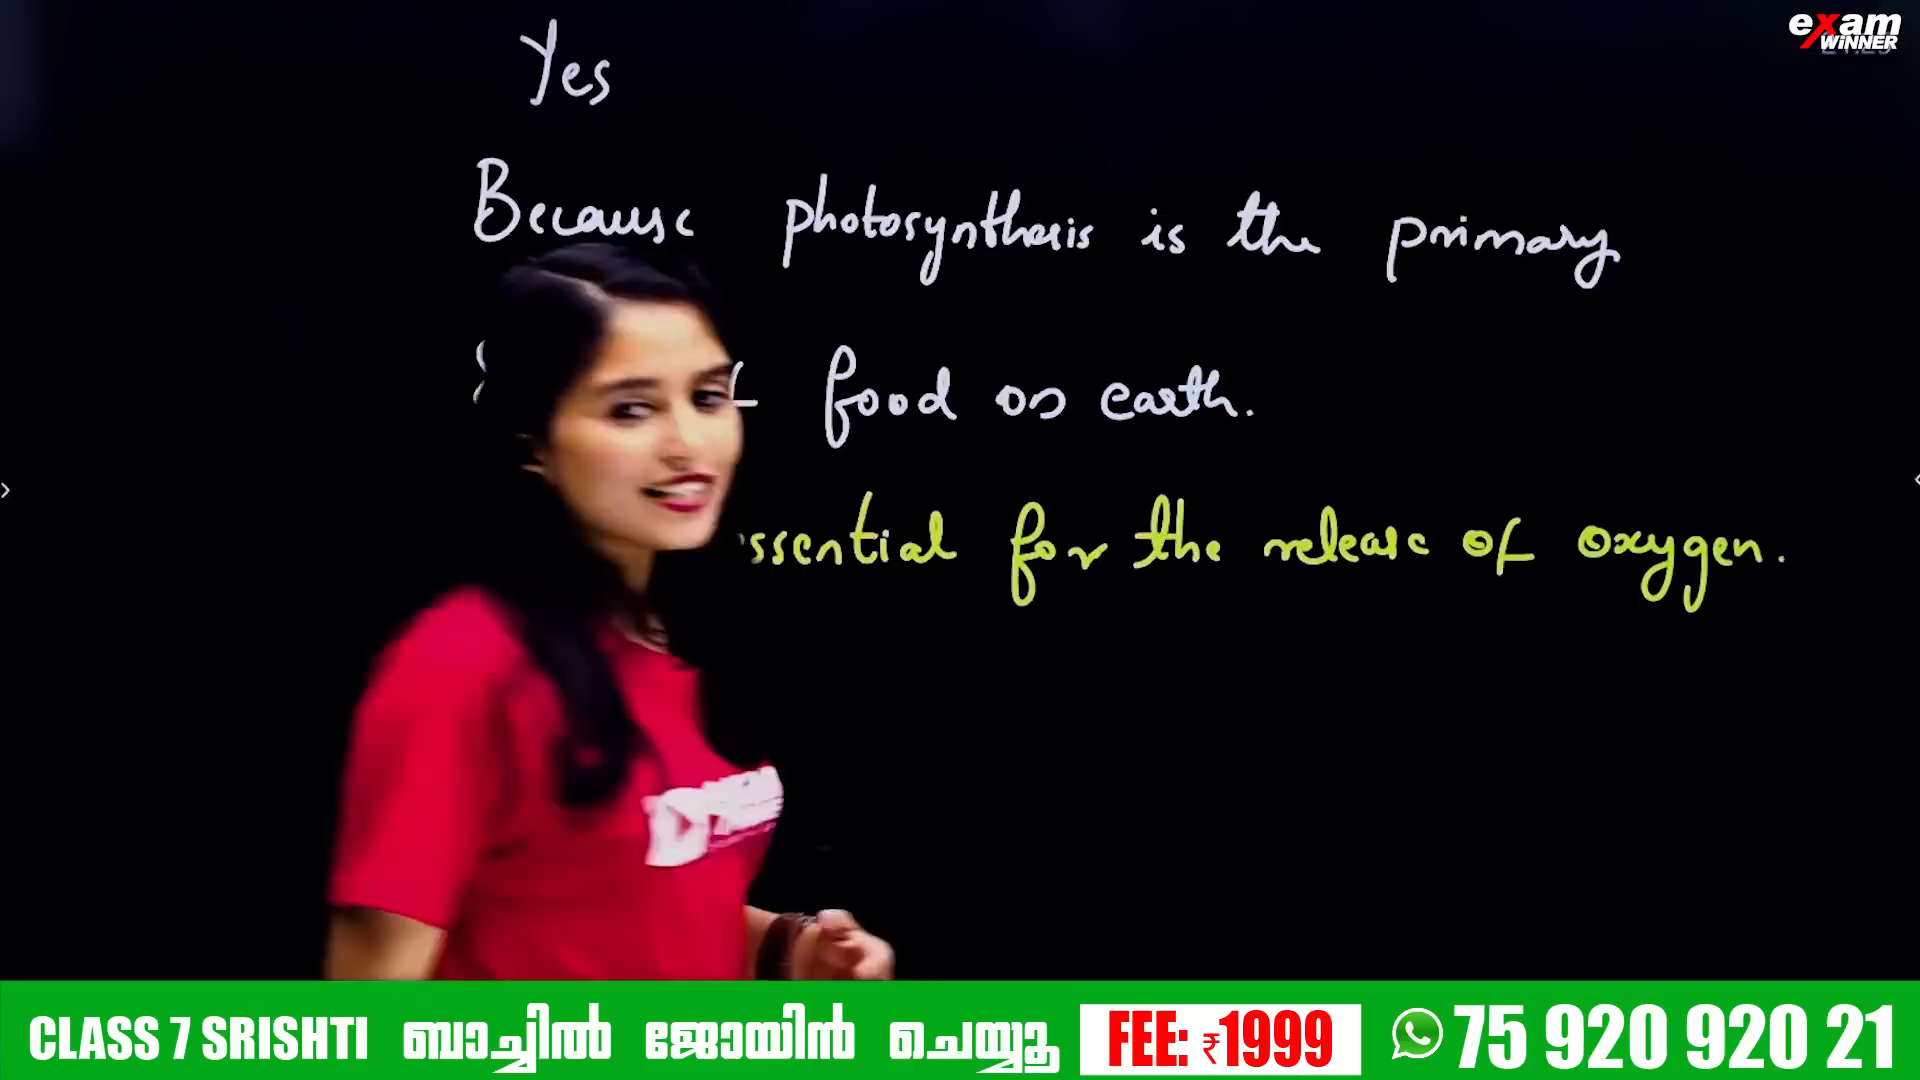 exam
WINNER
Yes
Because photosynthesis is the primary
food on earth.
for the release of oxygen.
CLASS 7 SRISHTI ബാച്ചിൽ ജോയിൻ ചെയ്യൂ FEE: ₹1999 75 920 920 21